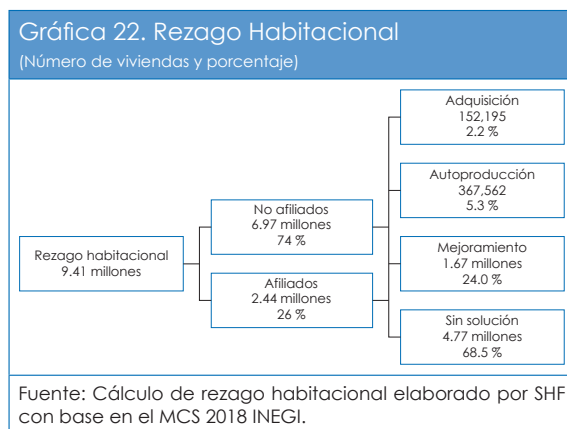 Gráfica 22. Rezago Habitacional
(Número de viviendas y porcentaje)
Rezago habitacional
9.41 millones
No afiliados
6.97 millones
74 %
Afiliados
2.44 millones
26 %
Adquisición
152,195
2.2 %
Autoproducción
367,562
5.3 %
Mejoramiento
1.67 millones
24.0 %
Sin solución
4.77 millones
68.5 %
Fuente: Cálculo de rezago habitacional elaborado por SHF
con base en el MCS 2018 INEGI.